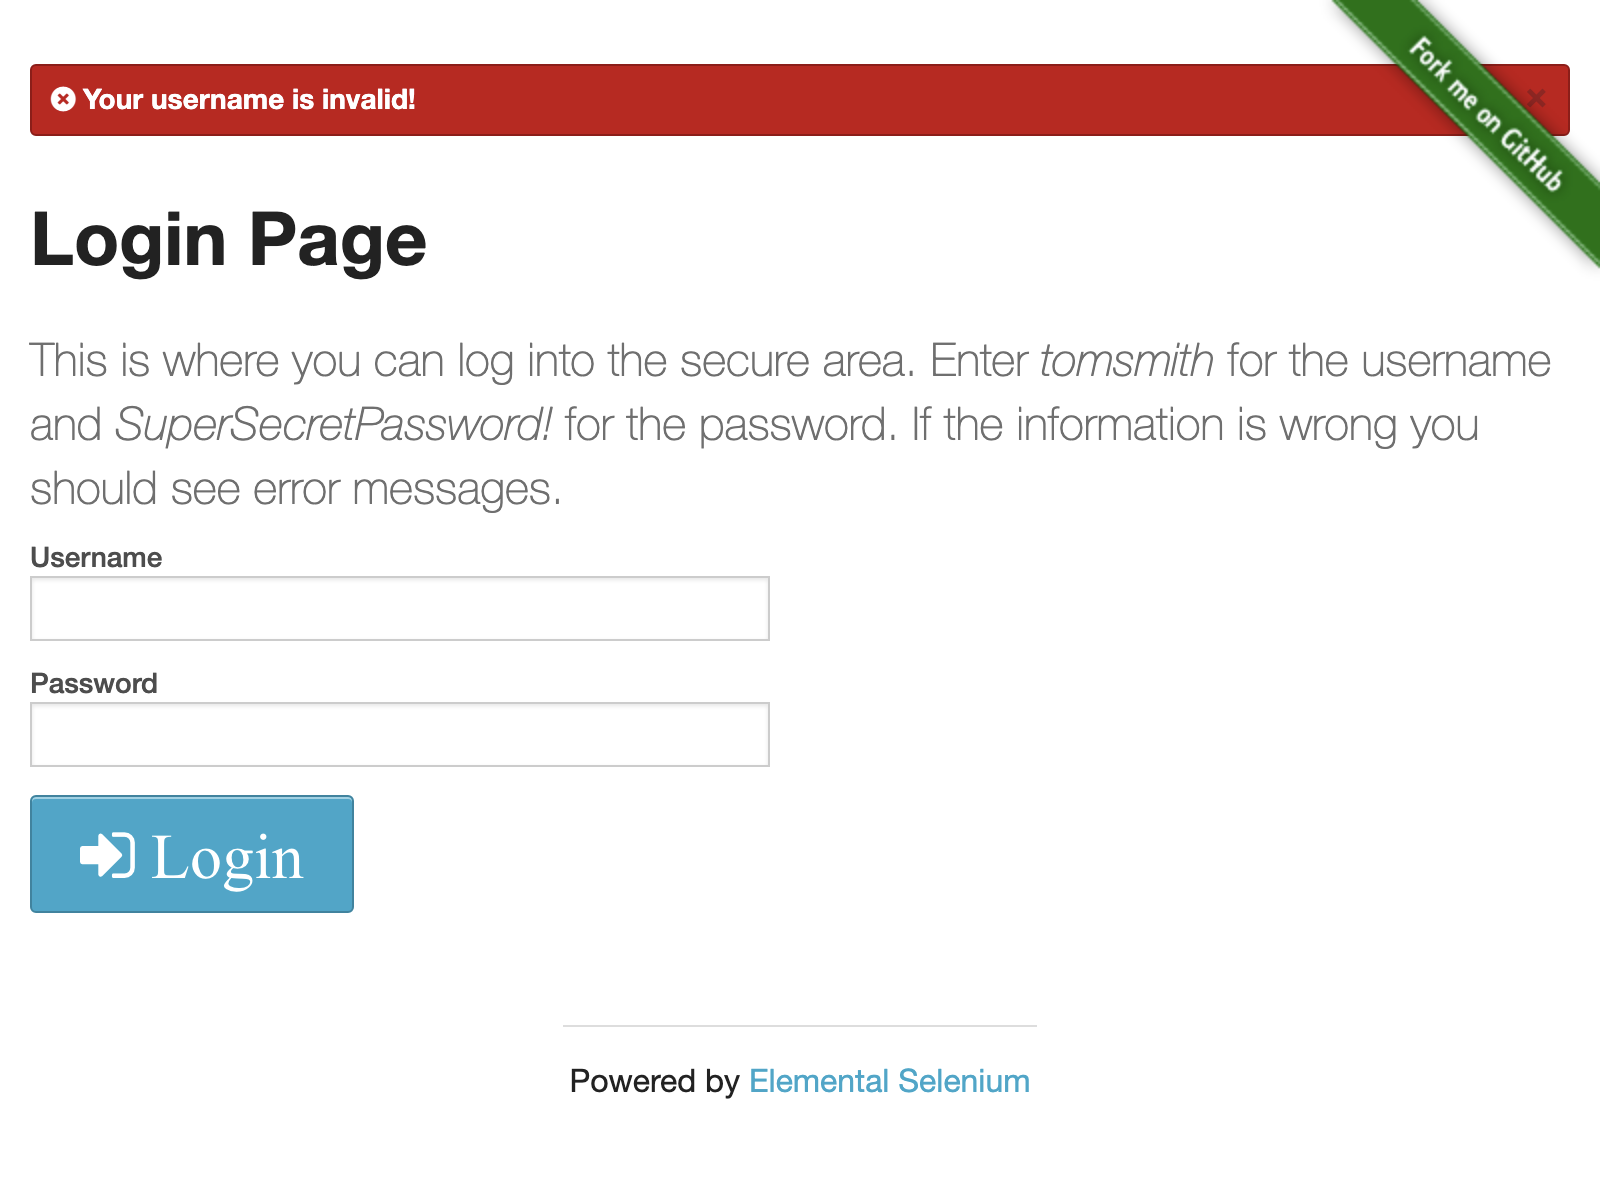 Your username is invalid!
Fork me on GitHub
Login Page
This is where you can log into the secure area. Enter tomsmith for the username
and SuperSecretPassword! for the password. If the information is wrong you
should see error messages.
Username
Password
Login
Powered by Elemental Selenium